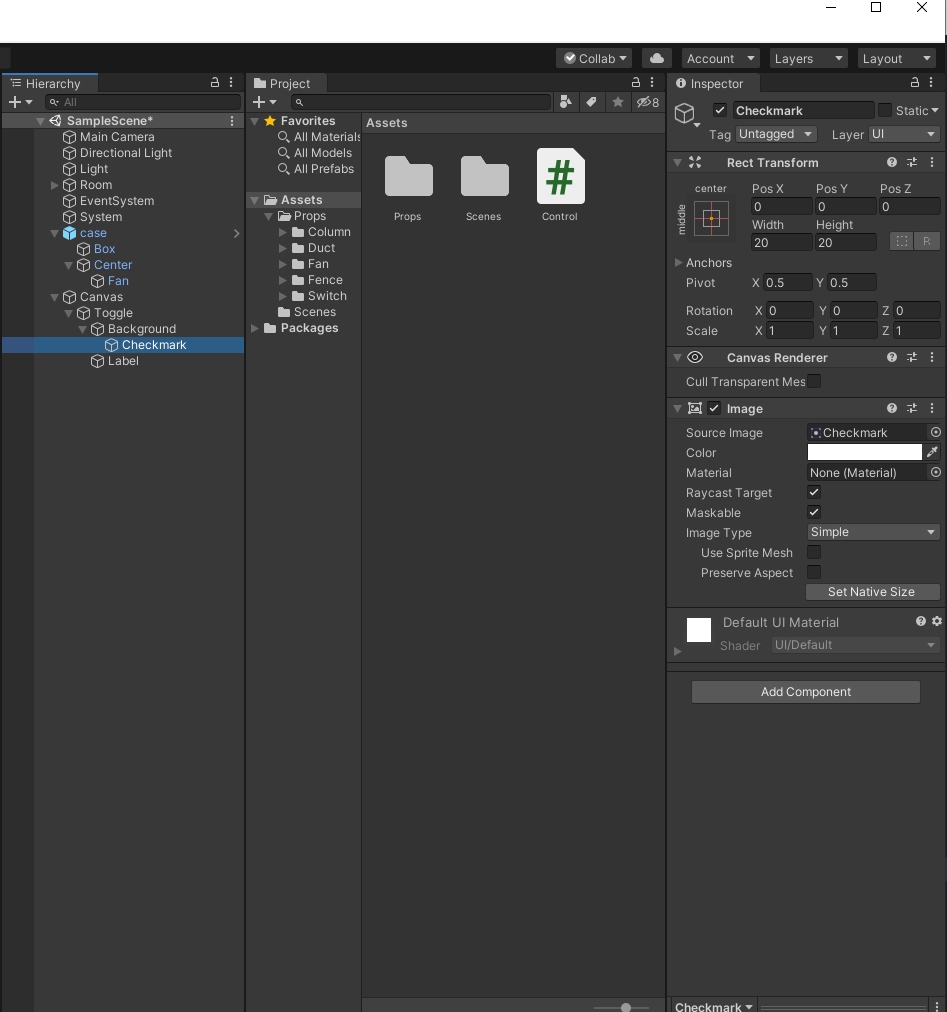 Collab
Account
Layers
Layout
Hierarchy
All
SampleScene*
Main Camera
Directional Light
Light
Room
EventSystem
System
case
Box
Center
Fan
Canvas
Toggle
Background
Checkmark
Label
Project
8
Favorites
All Materials
All Models
All Prefabs
Assets
Props
Column
Duct
Fan
Fence
Switch
Scenes
Packages
Assets
#
Props
Scenes
Control
Inspector
Checkmark
Static
Tag Untagged Layer UI
Rect Transform
center
middle
Pos X Pos Y Pos Z
0 0 0
Width Height
20 20
R
Anchors
Pivot X 0.5 Y 0.5
Rotation X 0 Y 0 Z 0
Scale X 1 Y 1 Z 1
Canvas Renderer
Cull Transparent Mes
Image
Source Image Checkmark
Color
Material None (Material)
Raycast Target
Maskable
Image Type Simple
Use Sprite Mesh
Preserve Aspect
Set Native Size
Default UI Material
Shader UI/Default
Add Component
Checkmark